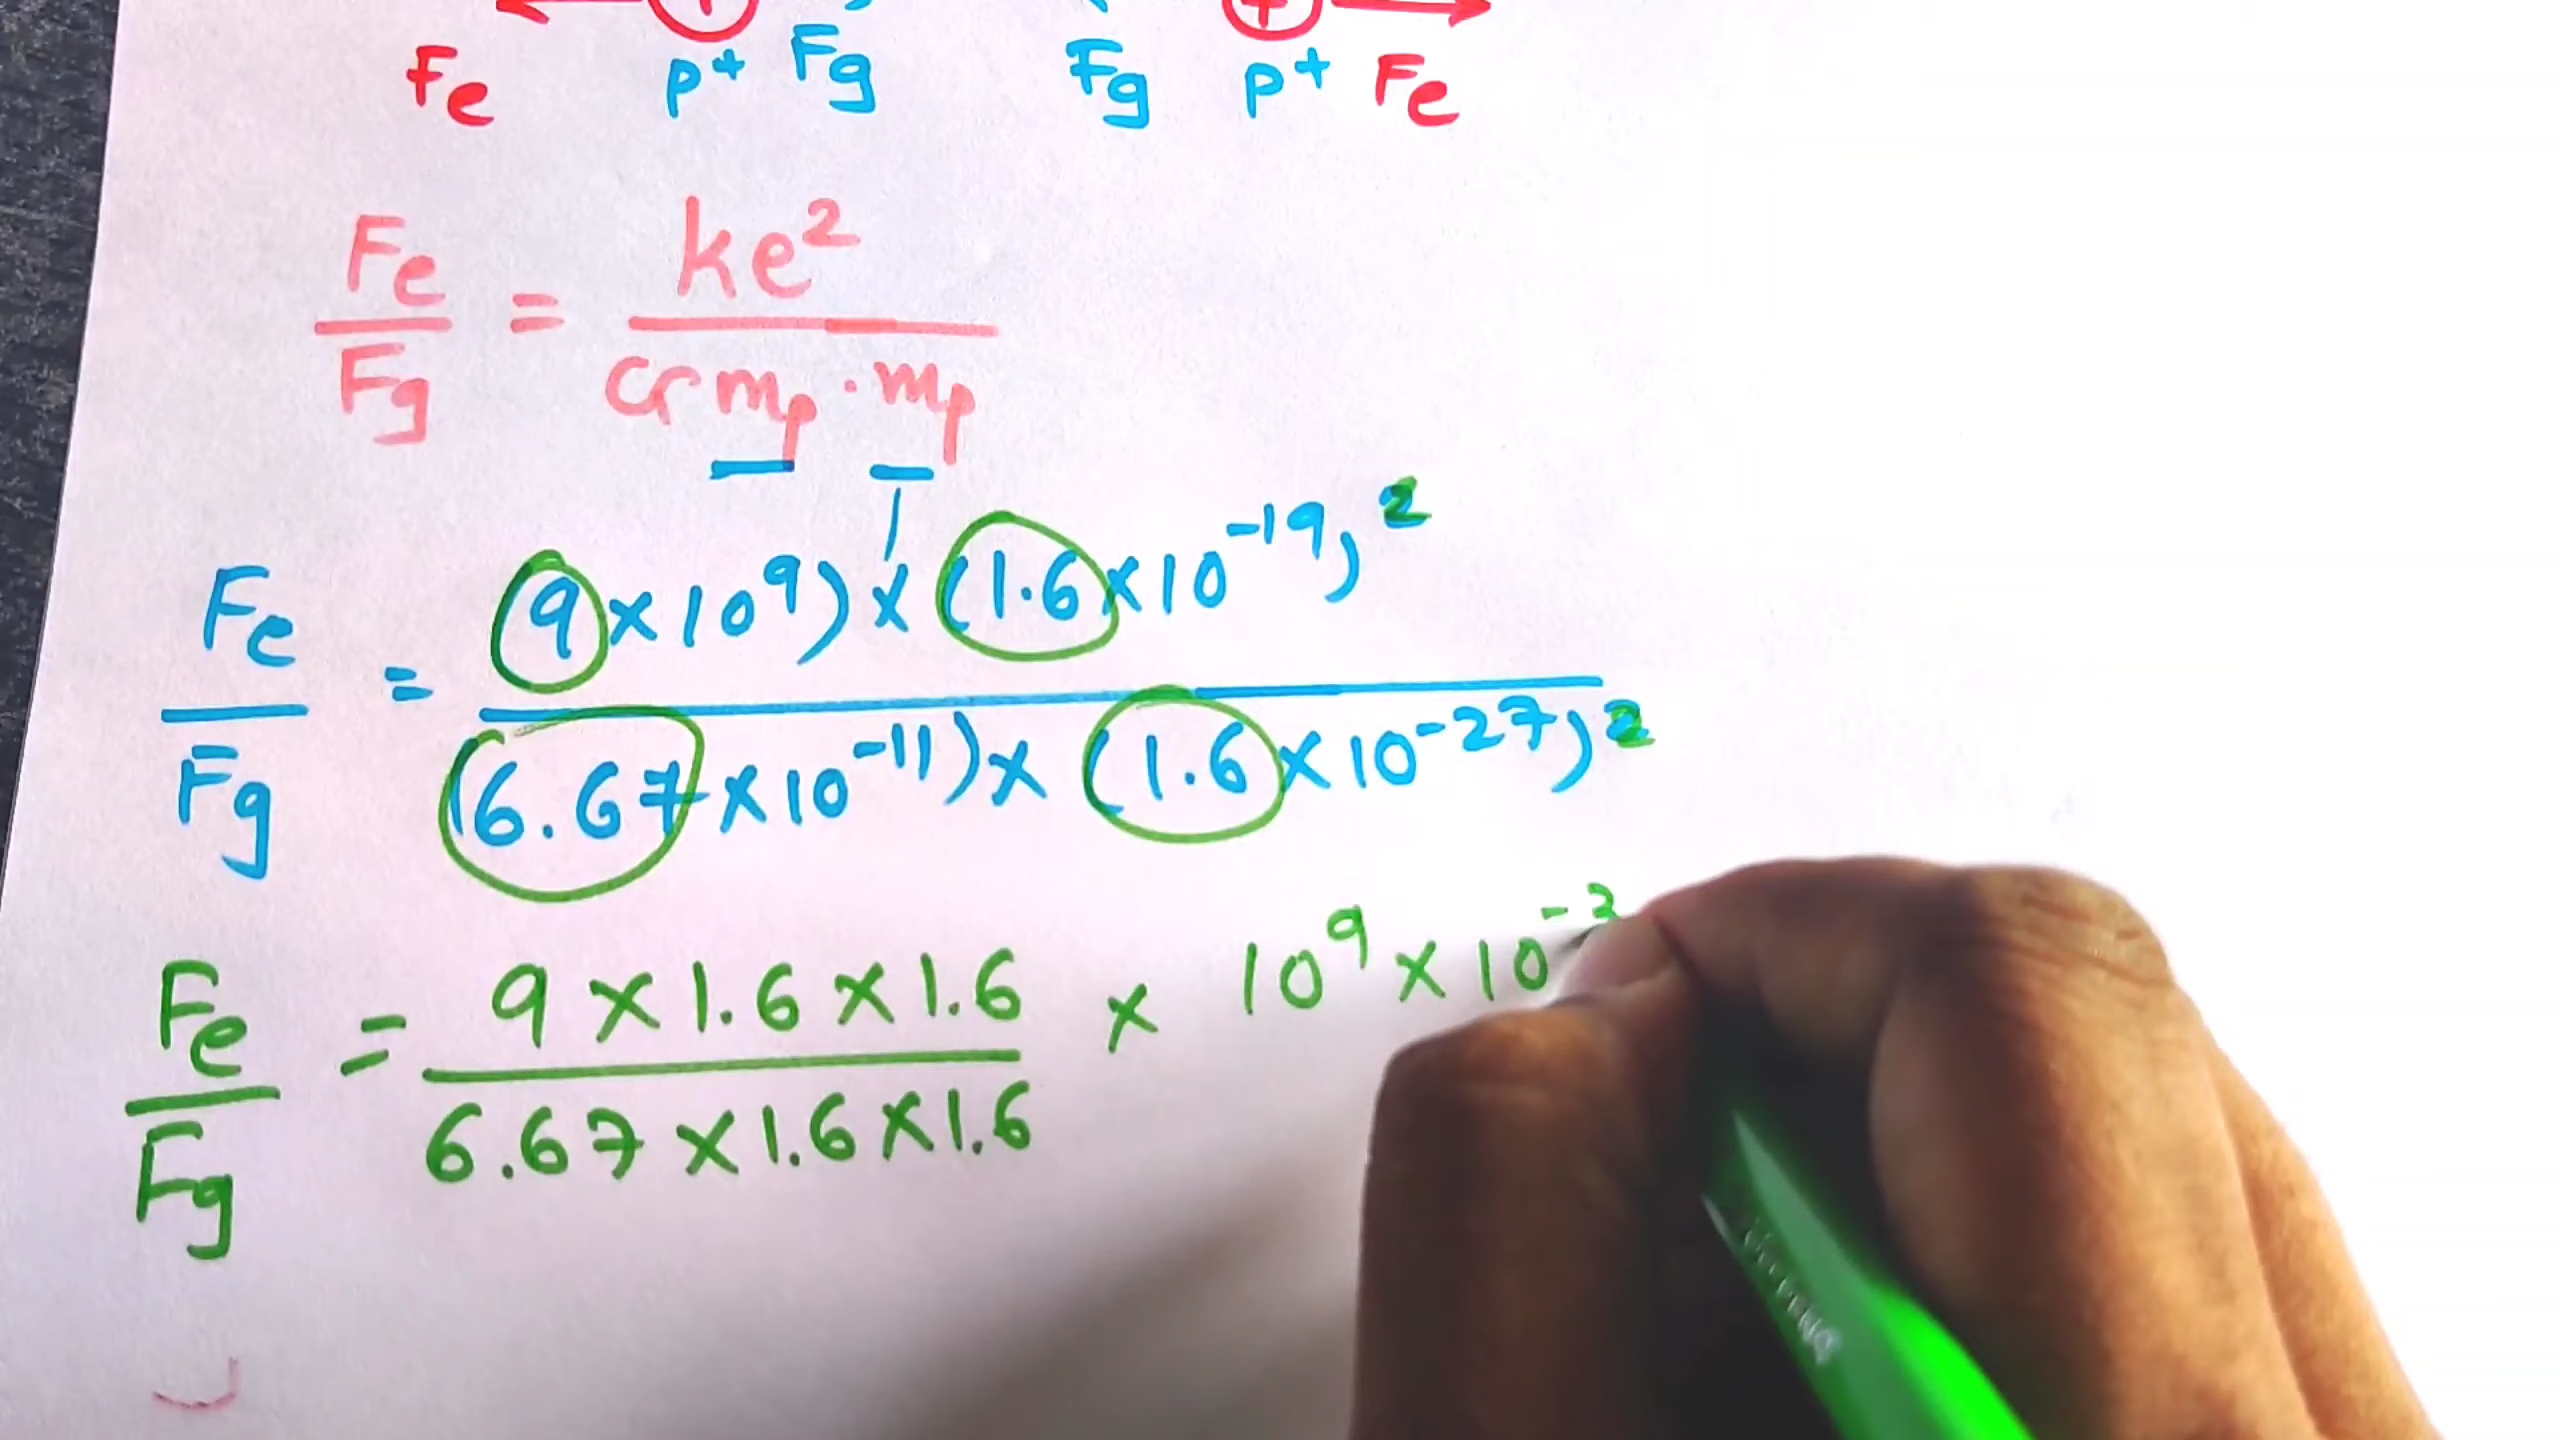 Fe p+ Fg Fg p+ Fe
Fe/Fg = ke²/(G mp · mp)
Fe/Fg = (9×10⁹) × (1.6×10⁻¹⁹)²/((6.67×10⁻¹¹) × (1.6×10⁻²⁷)²)
Fe/Fg = (9 × 1.6 × 1.6)/(6.67 × 1.6 × 1.6) × 10⁹ × 10⁻³